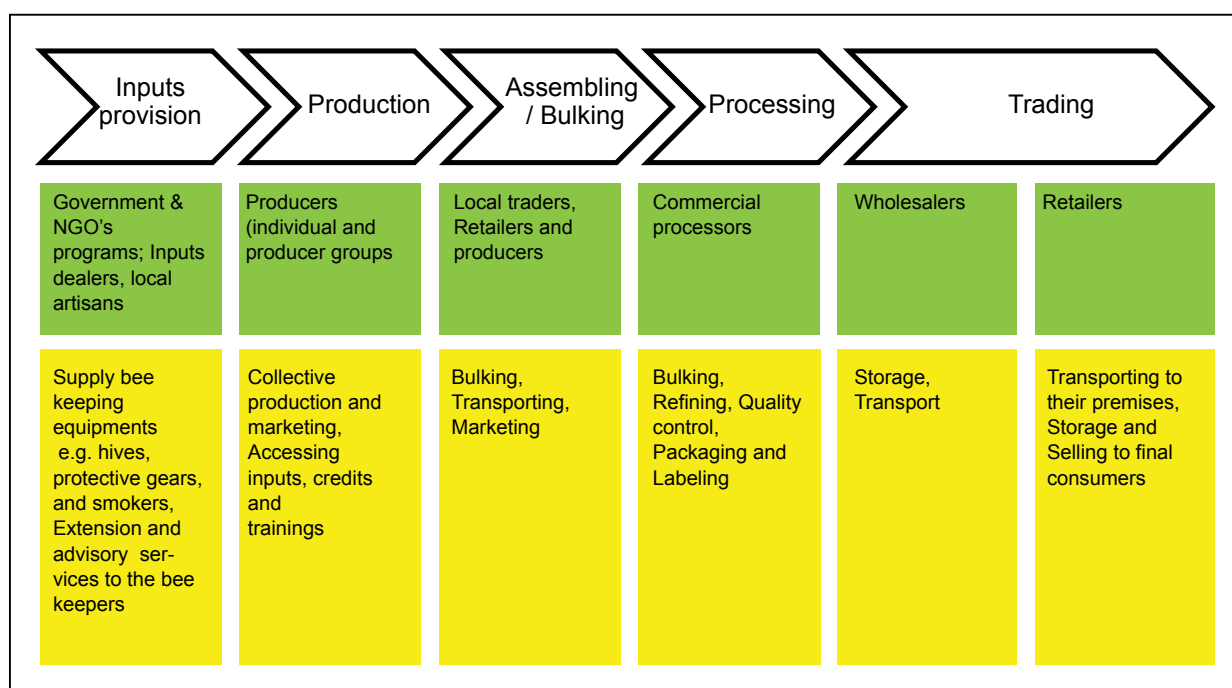 Inputs
provision
Production
Assembling
/ Bulking
Processing
Trading
Government &
NGO's
programs; Inputs
dealers, local
artisans
Producers
(individual and
producer groups
Local traders,
Retailers and
producers
Commercial
processors
Wholesalers
Retailers
Supply bee
keeping
equipments
e.g. hives,
protective gears,
and smokers,
Extension and
advisory ser-
vices to the bee
keepers
Collective
production and
marketing,
Accessing
inputs, credits
and
trainings
Bulking,
Transporting,
Marketing
Bulking,
Refining, Quality
control,
Packaging and
Labeling
Storage,
Transport
Transporting to
their premises,
Storage and
Selling to final
consumers